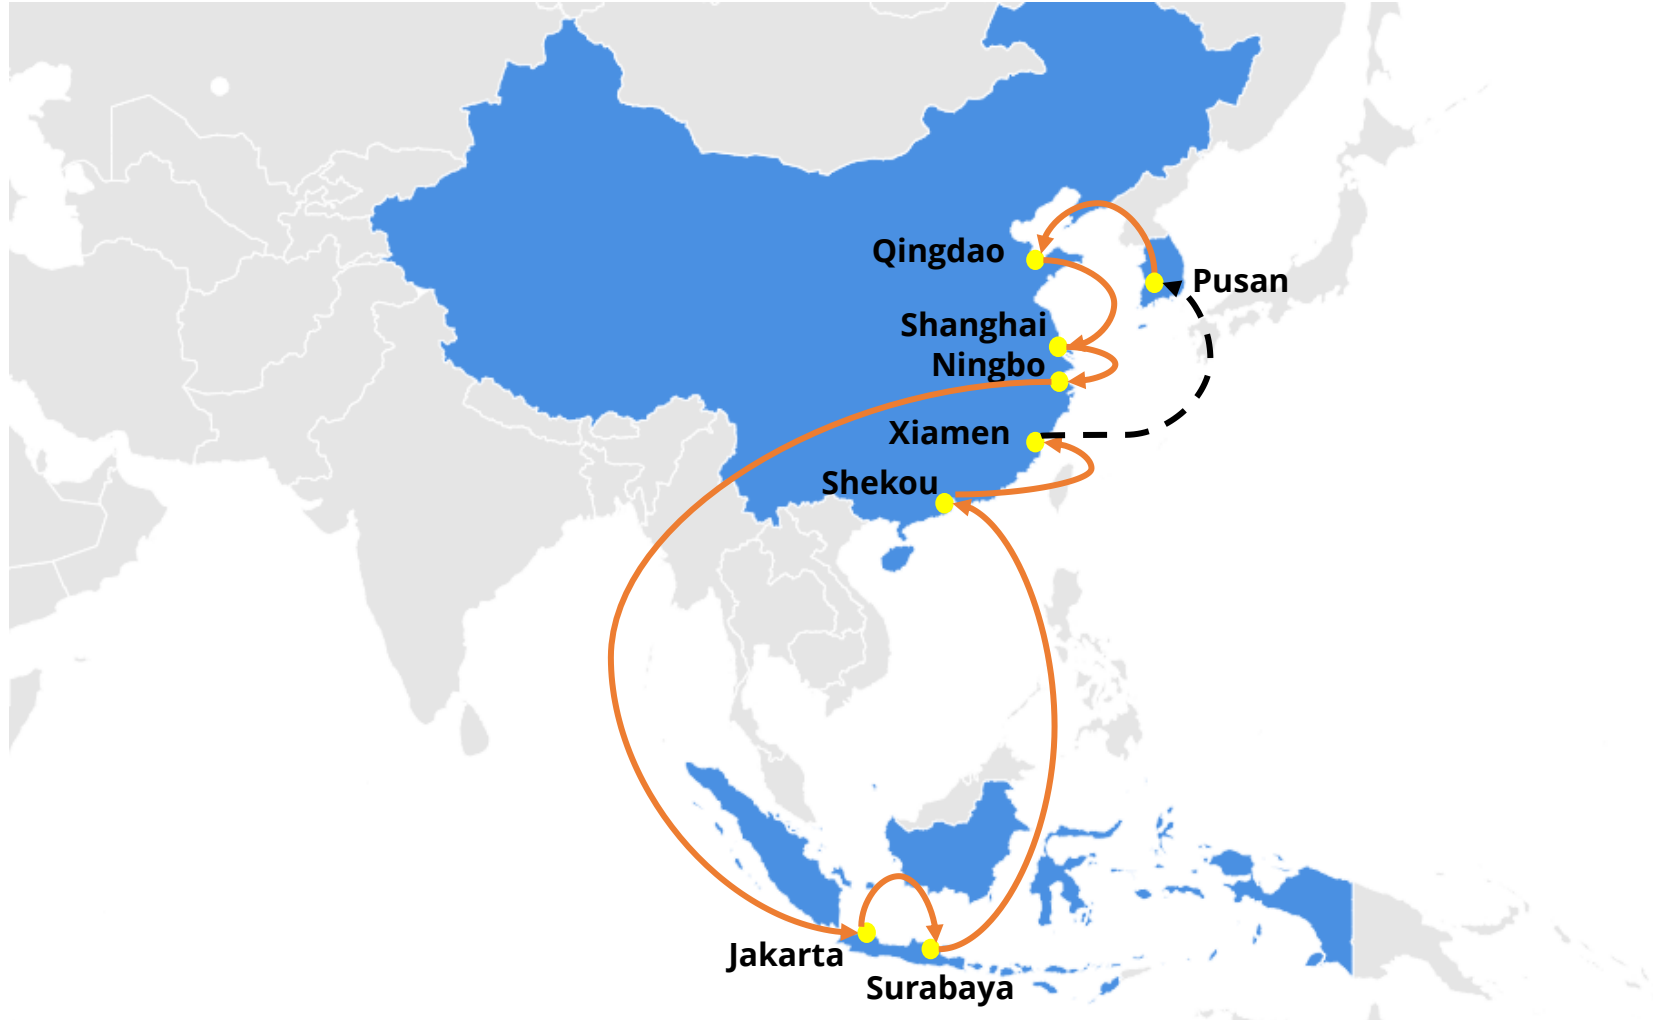 Qingdao
Pusan
Shanghai
Ningbo
Xiamen
Shekou
Jakarta
Surabaya